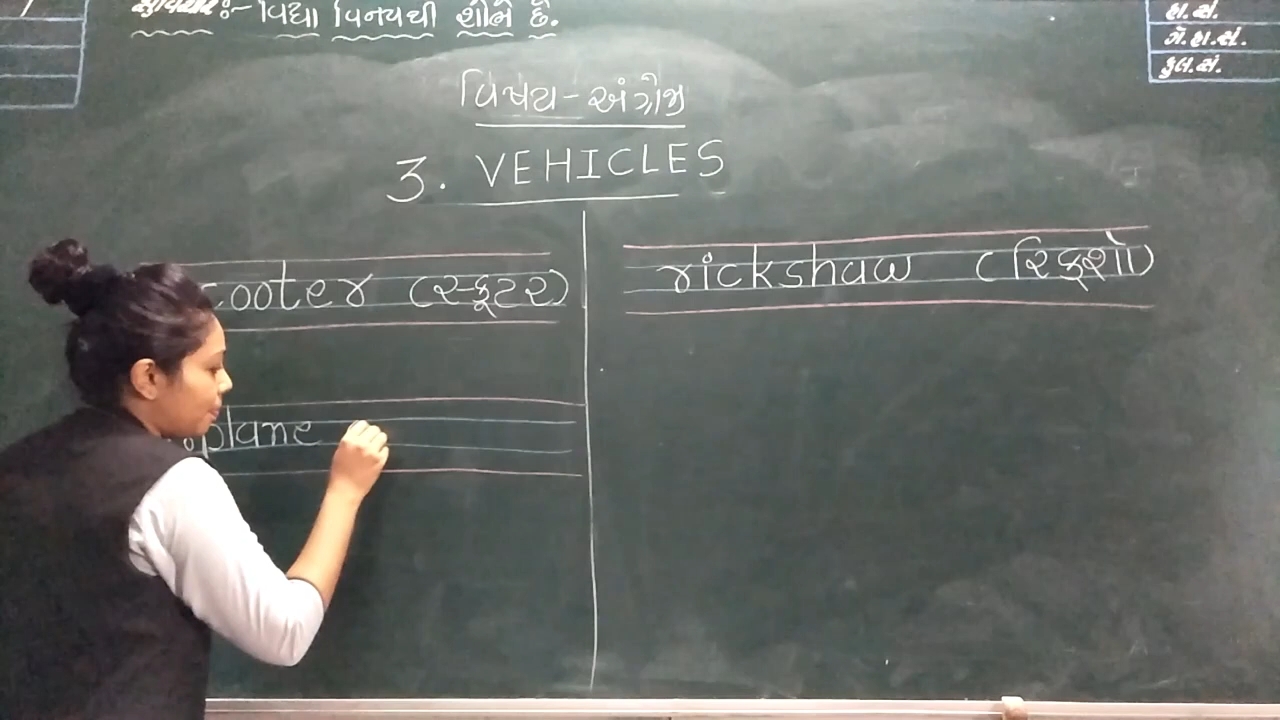 સુવિચાર :- વિદ્યા વિનયથી શોભે છે.
હા. સં.
ગે. હા. સં.
કુલ. સં.
વિષય - અંગ્રેજી
3. VEHICLES
cooter (સ્કૂટર)
rickshaw (રિક્શો)
plane